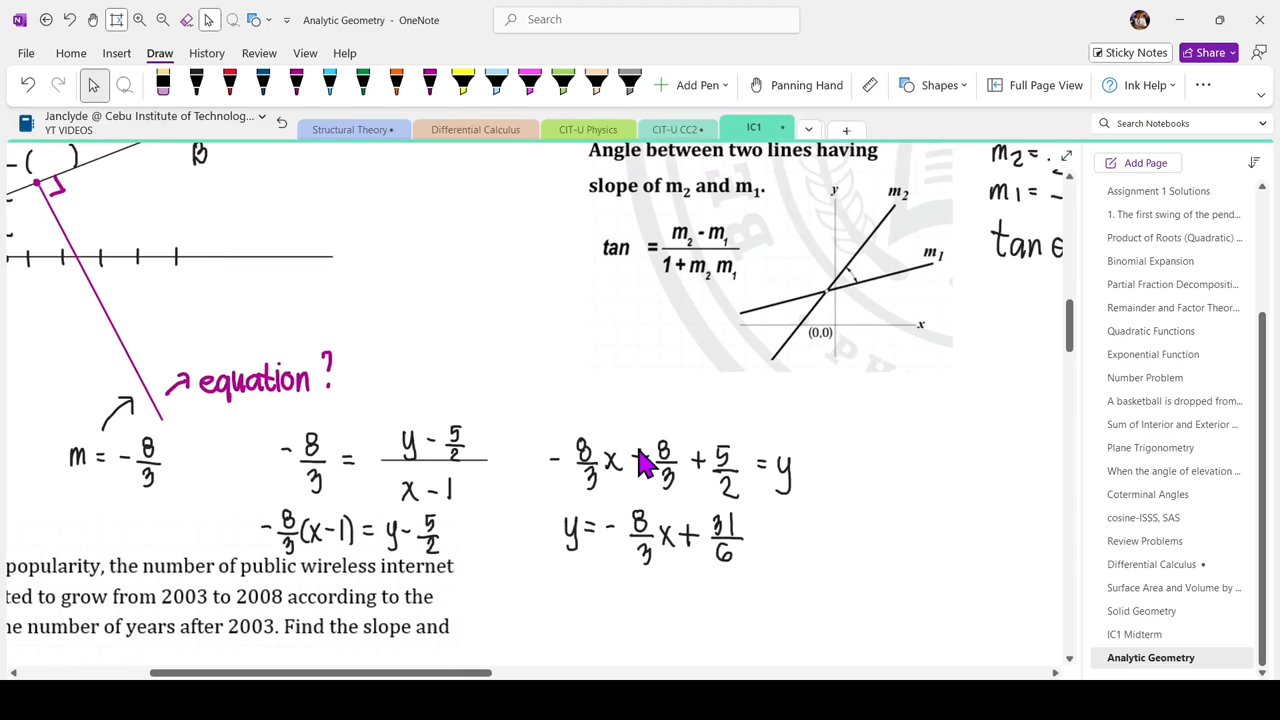 Analytic Geometry - OneNote
Search
File Home Insert Draw History Review View Help
Sticky Notes
Share
Add Pen
Panning Hand
Shapes
Full Page View
Ink Help
Janclyde @ Cebu Institute of Technolog...
YT VIDEOS
Structural Theory
Differential Calculus
CIT-U Physics
CIT-U CC2
IC1
Search Notebooks
Add Page
Assignment 1 Solutions
1. The first swing of the pend...
Product of Roots (Quadratic) ...
Binomial Expansion
Partial Fraction Decompositi...
Remainder and Factor Theor...
Quadratic Functions
Exponential Function
Number Problem
A basketball is dropped from...
Sum of Interior and Exterior ...
Plane Trigonometry
When the angle of elevation ...
Coterminal Angles
cosine-ISSS, SAS
Review Problems
Differential Calculus
Surface Area and Volume by ...
Solid Geometry
IC1 Midterm
Analytic Geometry
-( )
B
Angle between two lines having
slope of m₂ and m₁.
tan = (m₂ - m₁)/(1 + m₂ m₁)
y
m₂
m₁
x
(0,0)
m₂ =
m₁ = -
tan
→ equation ?
m = - 8/3
- 8/3 = (y - 5/2)/(x - 1)
- 8/3 (x - 1) = y - 5/2
- 8/3 x + 8/3 + 5/2 = y
y = - 8/3 x + 31/6
popularity, the number of public wireless internet
ted to grow from 2003 to 2008 according to the
ne number of years after 2003. Find the slope and